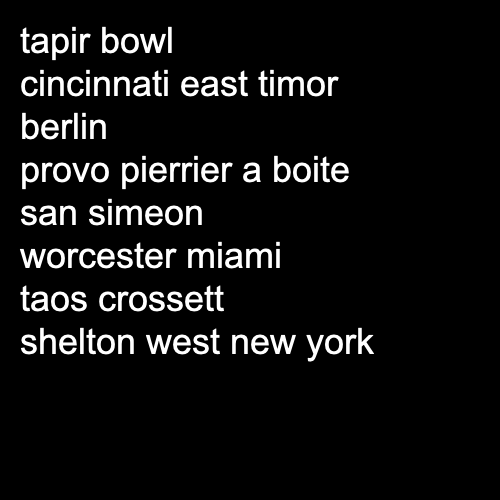 tapir bowl
cincinnati east timor
berlin
provo pierrier a boite
san simeon
worcester miami
taos crossett
shelton west new york